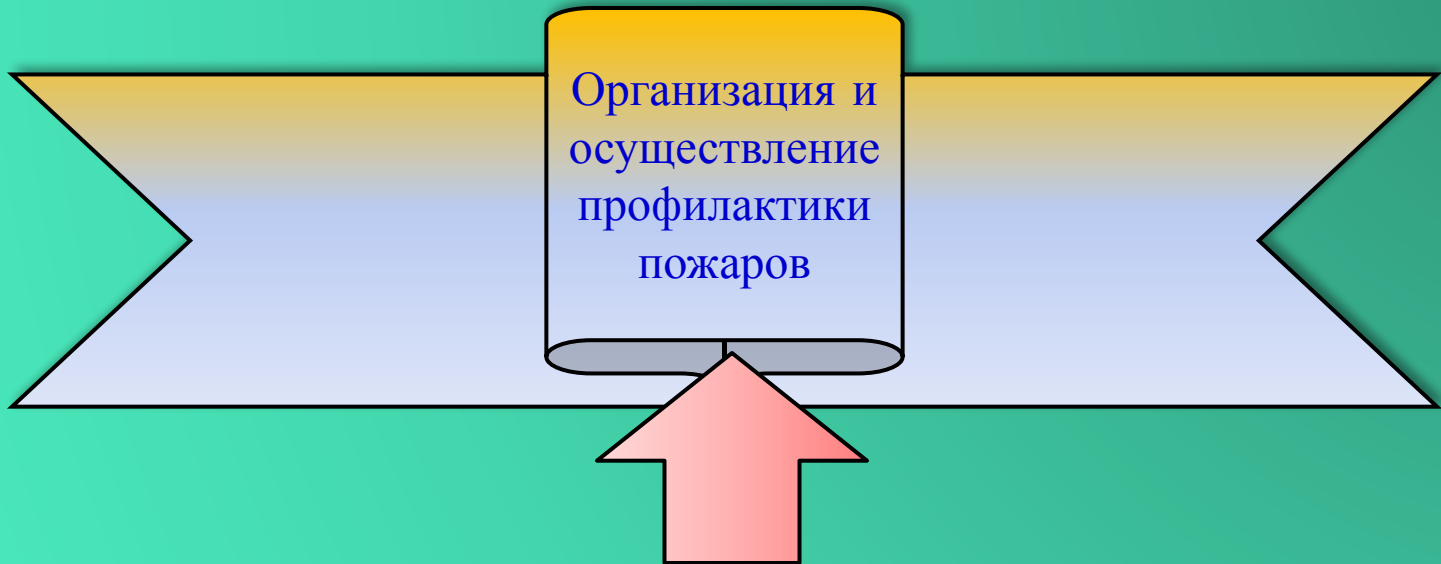 Организация и
осуществление
профилактики
пожаров